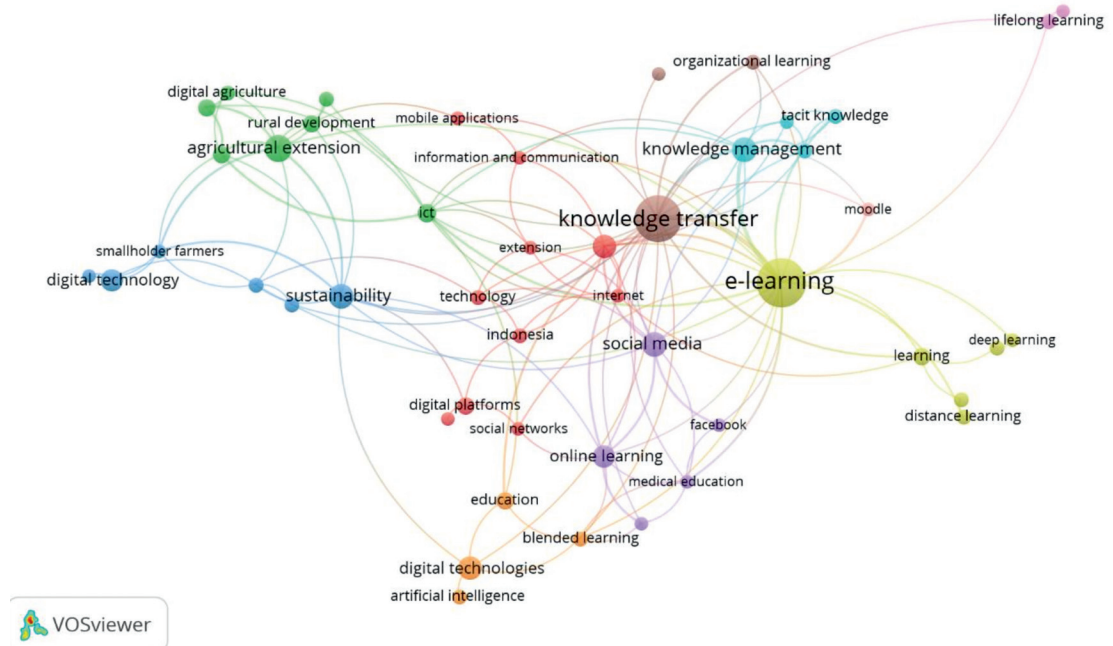 lifelong learning
organizational learning
digital agriculture
tacit knowledge
mobile applications
rural development
agricultural extension
knowledge management
information and communication
moodle
ict
knowledge transfer
extension
smallholder farmers
digital technology
e-learning
sustainability
technology
internet
indonesia
deep learning
social media
learning
digital platforms
distance learning
social networks
facebook
online learning
medical education
education
blended learning
digital technologies
artificial intelligence
VOSviewer